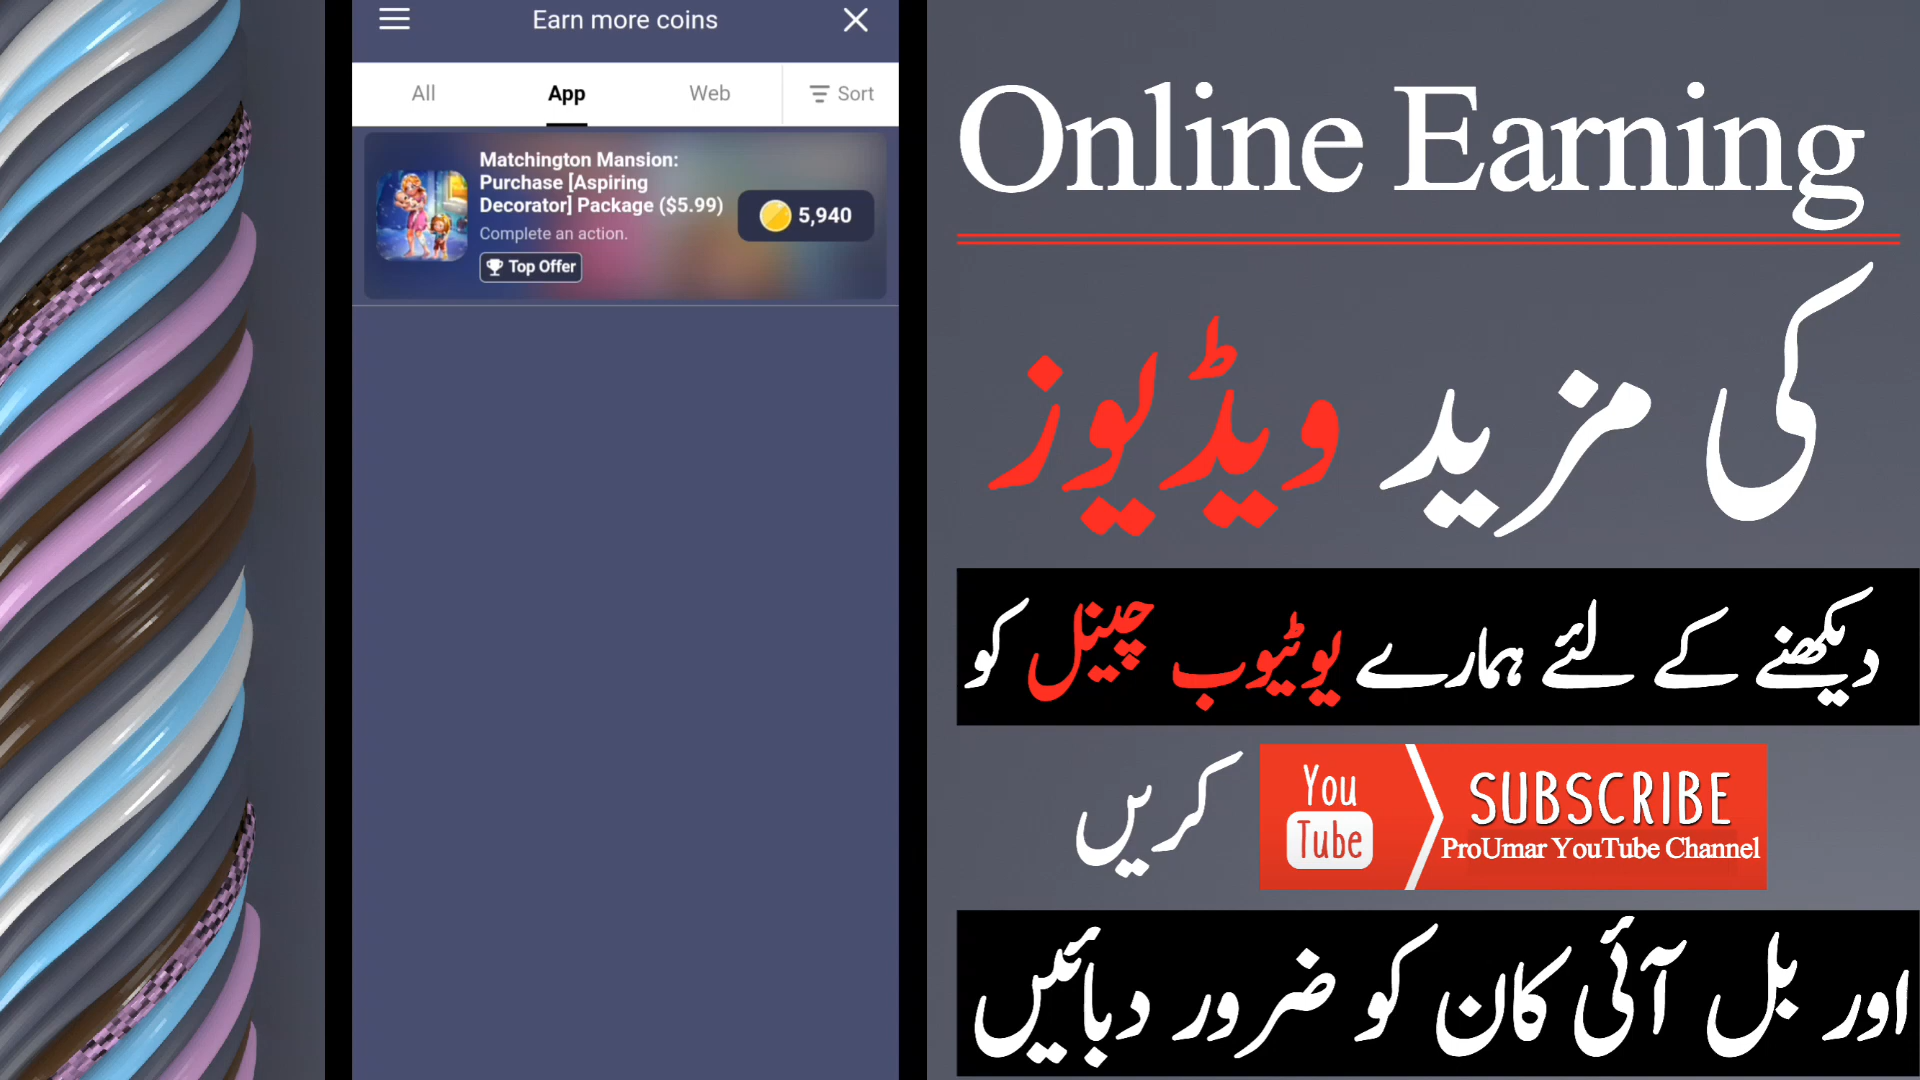 Earn more coins
All
App
Web
Sort
Matchington Mansion:
Purchase [Aspiring
Decorator] Package ($5.99)
Complete an action.
Top Offer
5,940
Online Earning
کی مزید ویڈیوز
دیکھنے کے لئے ہمارے یوٹیوب چینل کو
You
Tube
SUBSCRIBE
ProUmar YouTube Channel
کریں
اور بل آئی کان کو ضرور دبائیں